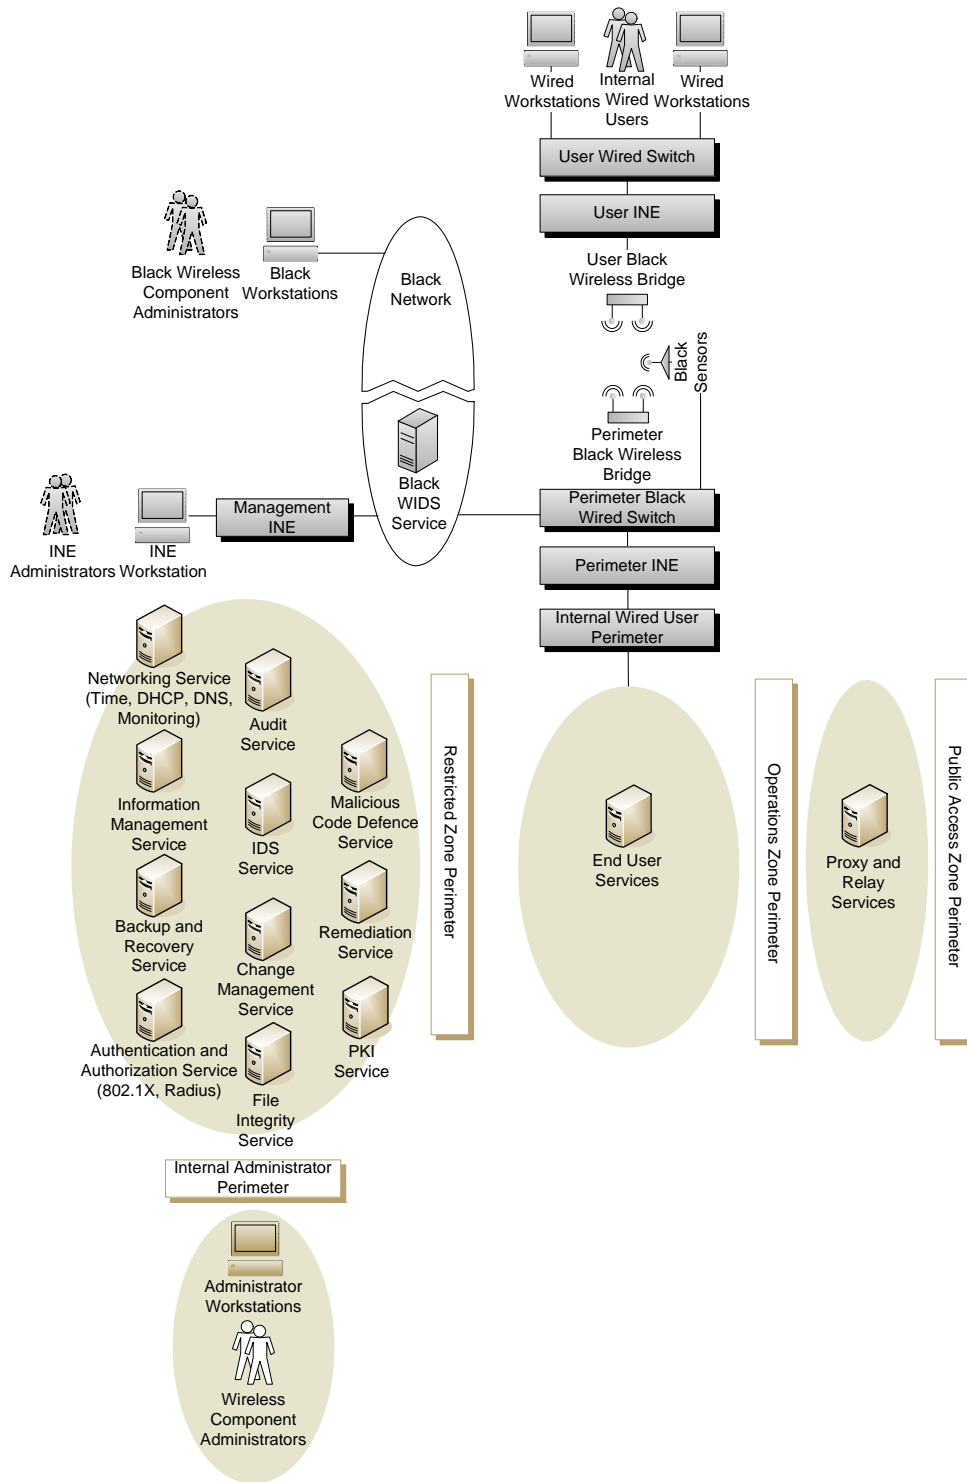 Wired
Workstations
Internal
Wired
Users
Wired
Workstations
User Wired Switch
User INE
User Black
Wireless Bridge
Black Wireless
Component
Administrators
Black
Workstations
Black
Network
Black
Sensors
Perimeter
Black Wireless
Bridge
Black
WIDS
Service
Perimeter Black
Wired Switch
Management
INE
INE
Administrators
INE
Workstation
Perimeter INE
Internal Wired User
Perimeter
Networking Service
(Time, DHCP, DNS,
Monitoring)
Audit
Service
Information
Management
Service
IDS
Service
Malicious
Code Defence
Service
Backup and
Recovery
Service
Change
Management
Service
Remediation
Service
Authentication and
Authorization Service
(802.1X, Radius)
File
Integrity
Service
PKI
Service
Restricted Zone Perimeter
End User
Services
Operations Zone Perimeter
Proxy and
Relay
Services
Public Access Zone Perimeter
Internal Administrator
Perimeter
Administrator
Workstations
Wireless
Component
Administrators